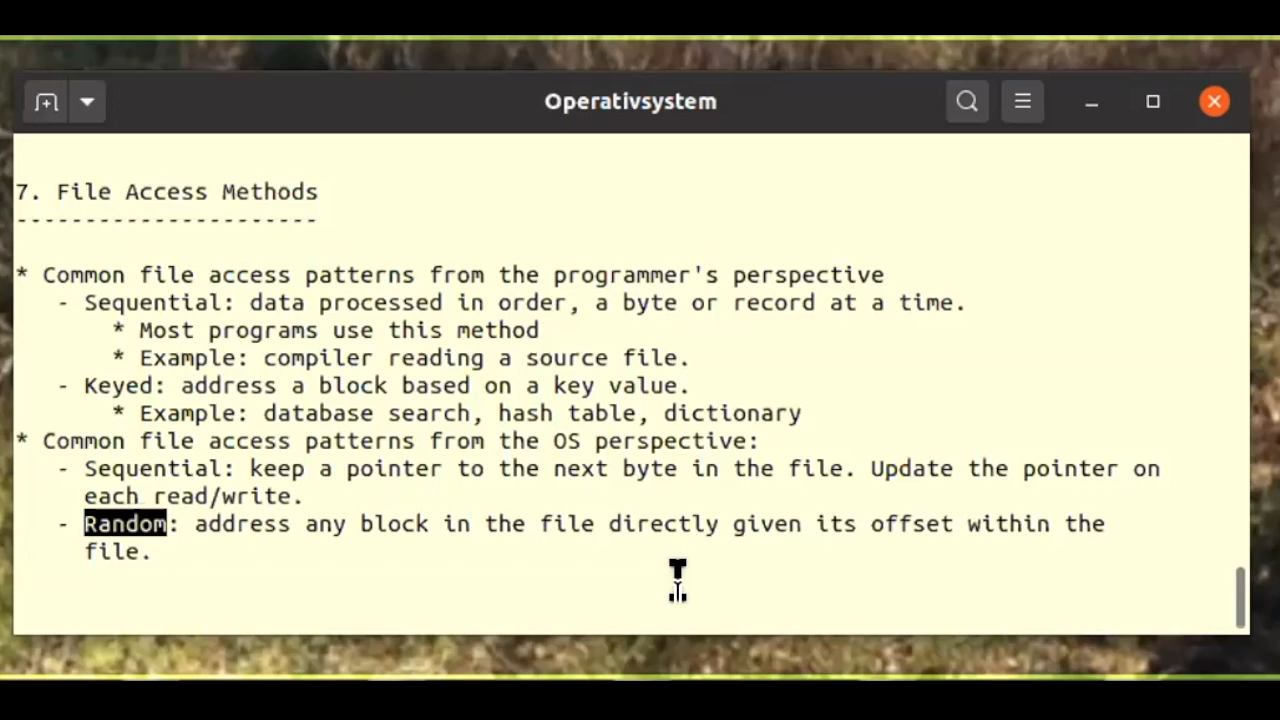 Operativsystem
7. File Access Methods
----------------------
* Common file access patterns from the programmer's perspective
- Sequential: data processed in order, a byte or record at a time.
* Most programs use this method
* Example: compiler reading a source file.
- Keyed: address a block based on a key value.
* Example: database search, hash table, dictionary
* Common file access patterns from the OS perspective:
- Sequential: keep a pointer to the next byte in the file. Update the pointer on
each read/write.
- Random: address any block in the file directly given its offset within the
file.